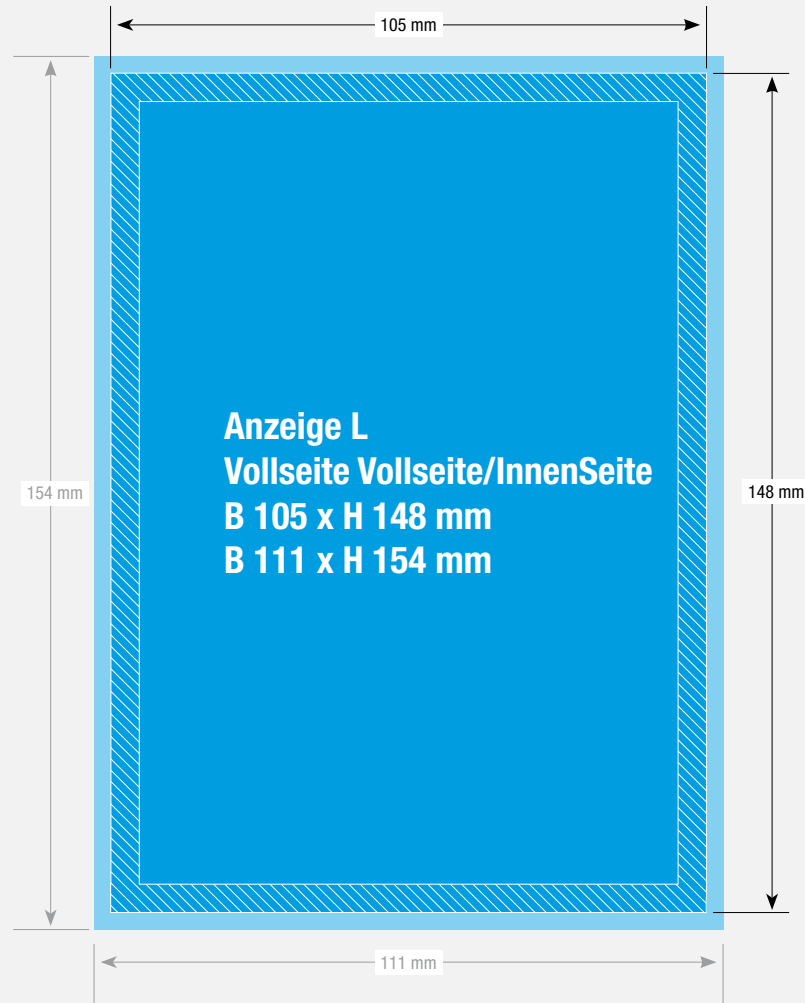 105 mm
154 mm
148 mm
Anzeige L
Vollseite Vollseite/InnenSeite
B 105 x H 148 mm
B 111 x H 154 mm
111 mm